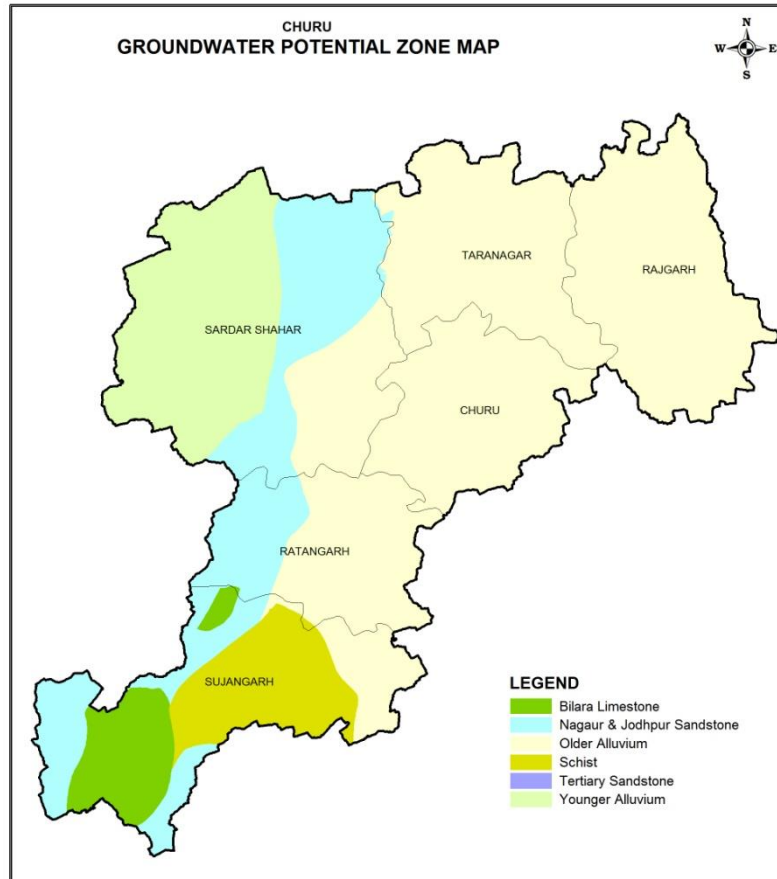 CHURU
GROUNDWATER POTENTIAL ZONE MAP
N
W E
S
TARANAGAR
RAJGARH
SARDAR SHAHAR
CHURU
RATANGARH
SUJANGARH
LEGEND
Bilara Limestone
Nagaur & Jodhpur Sandstone
Older Alluvium
Schist
Tertiary Sandstone
Younger Alluvium